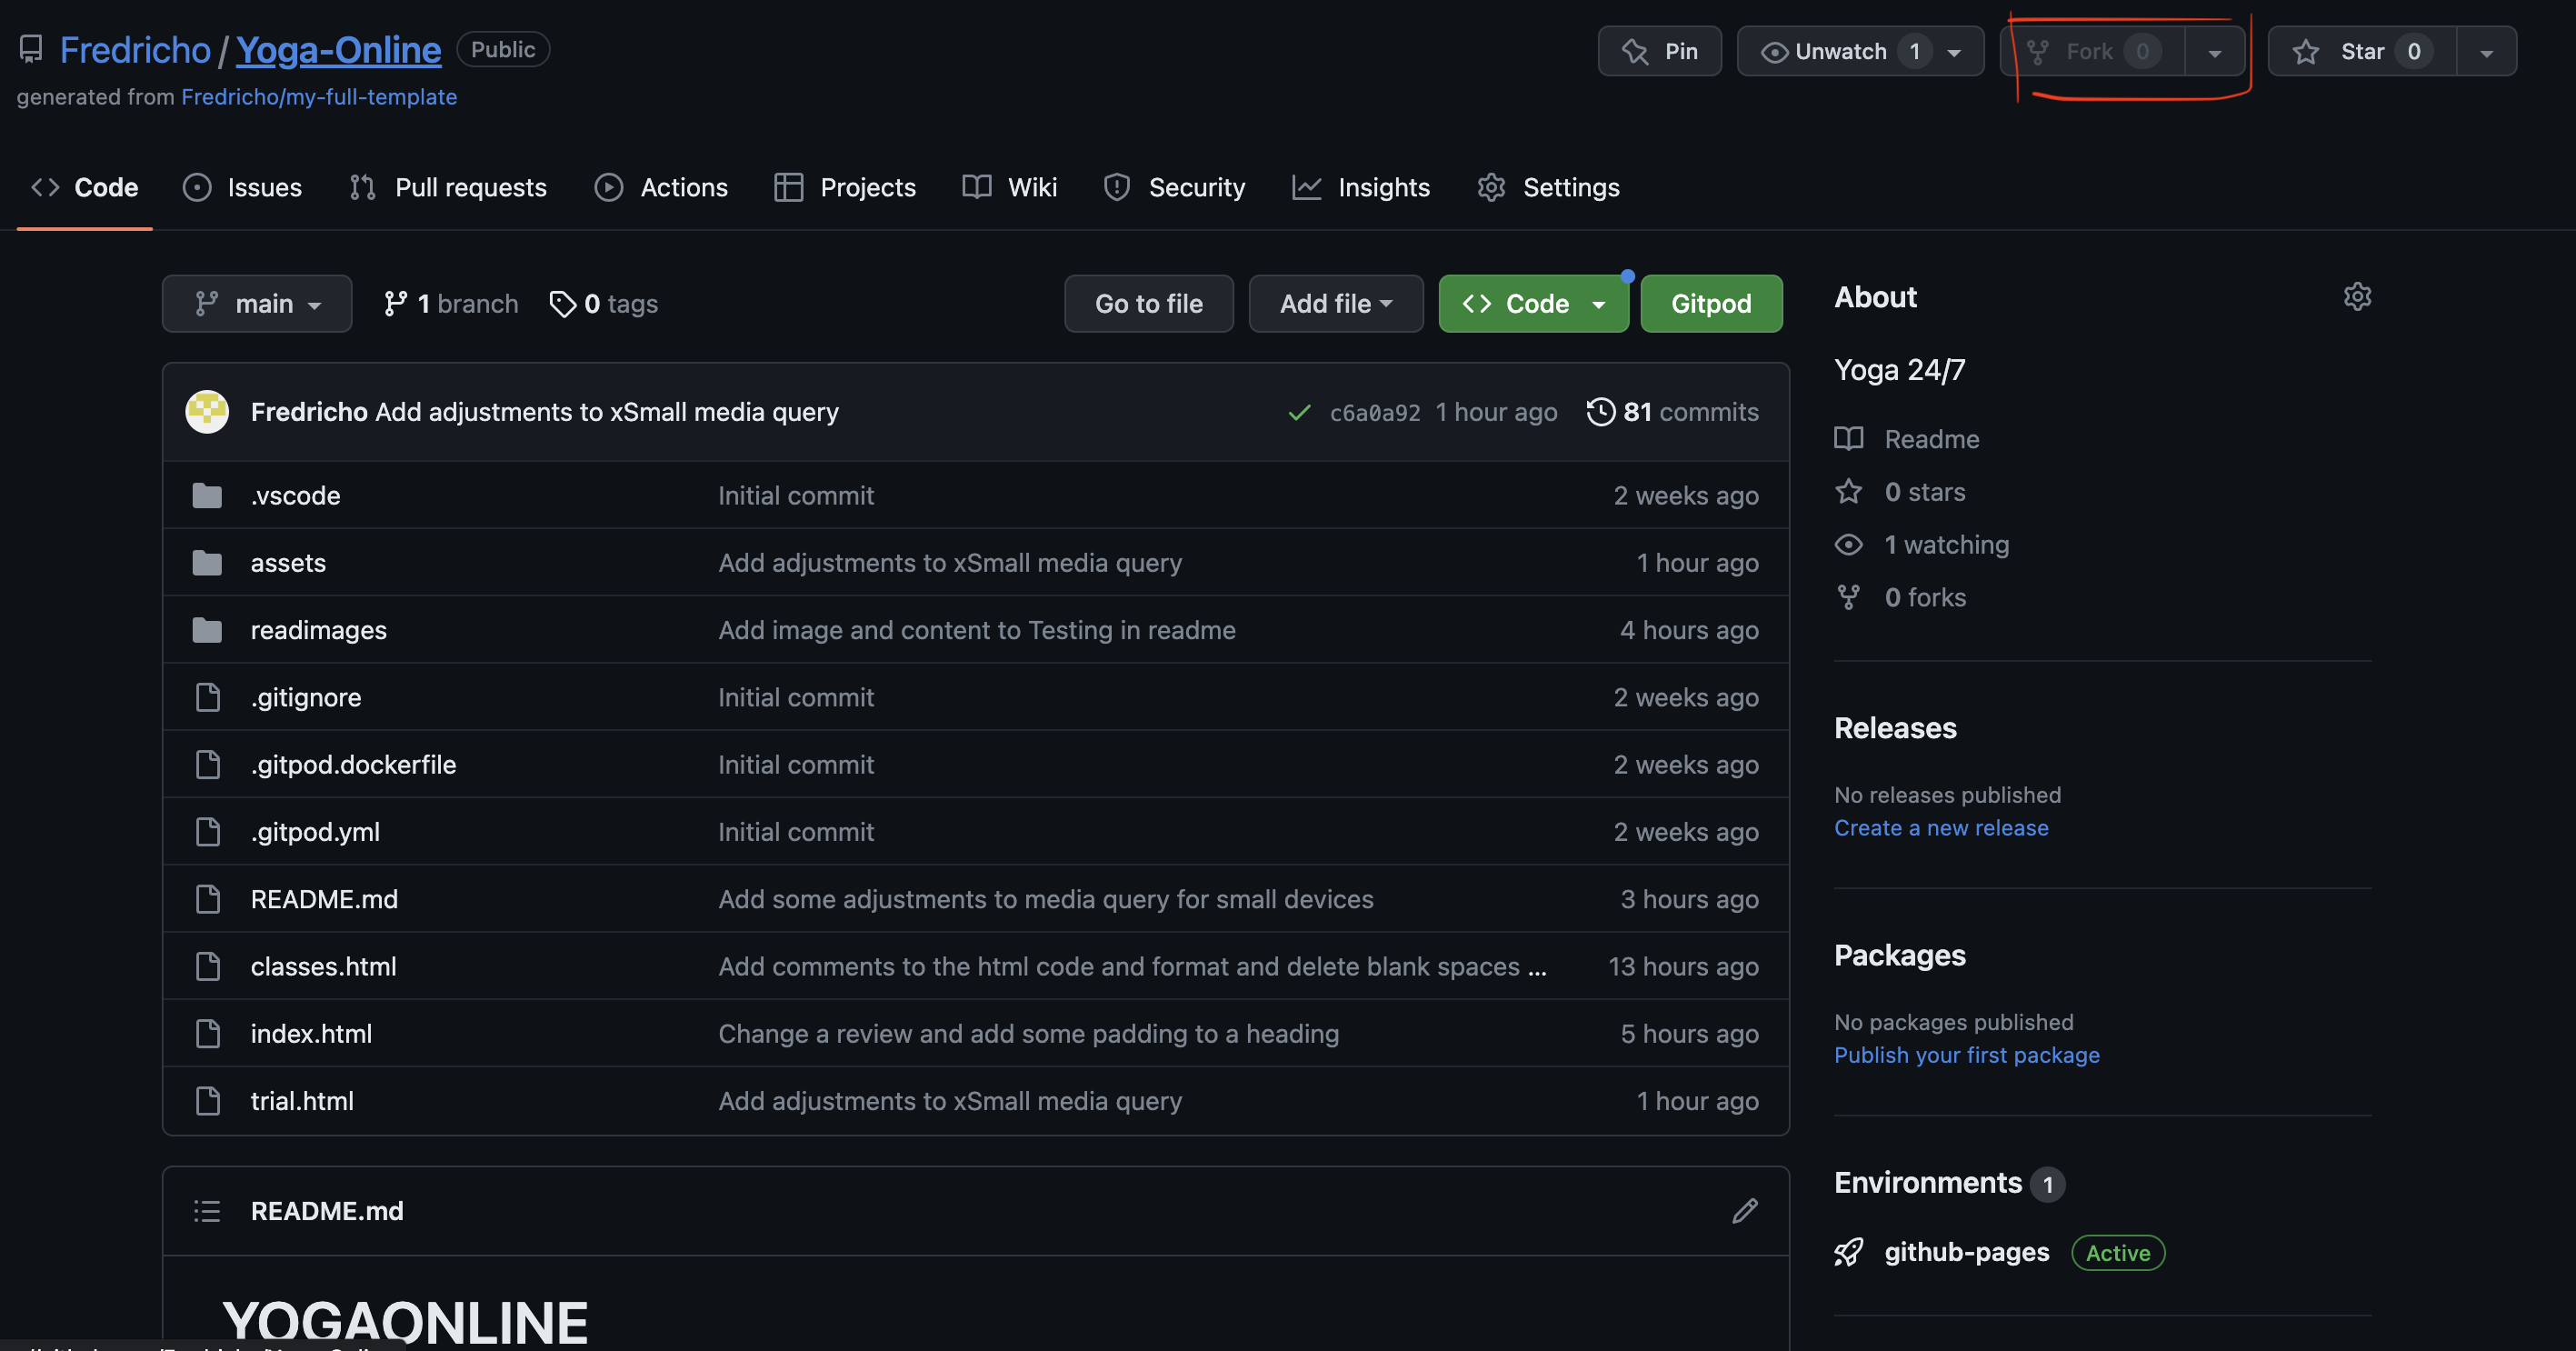 Fredricho / Yoga-Online Public Pin Unwatch 1 Fork 0 Star 0
generated from Fredricho/my-full-template
Code Issues Pull requests Actions Projects Wiki Security Insights Settings
main 1 branch 0 tags Go to file Add file Code Gitpod
Fredricho Add adjustments to xSmall media query c6a0a92 1 hour ago 81 commits
.vscode Initial commit 2 weeks ago
assets Add adjustments to xSmall media query 1 hour ago
readimages Add image and content to Testing in readme 4 hours ago
.gitignore Initial commit 2 weeks ago
.gitpod.dockerfile Initial commit 2 weeks ago
.gitpod.yml Initial commit 2 weeks ago
README.md Add some adjustments to media query for small devices 3 hours ago
classes.html Add comments to the html code and format and delete blank spaces ... 13 hours ago
index.html Change a review and add some padding to a heading 5 hours ago
trial.html Add adjustments to xSmall media query 1 hour ago
README.md
YOGAONLINE
About
Yoga 24/7
Readme
0 stars
1 watching
0 forks
Releases
No releases published
Create a new release
Packages
No packages published
Publish your first package
Environments 1
github-pages Active